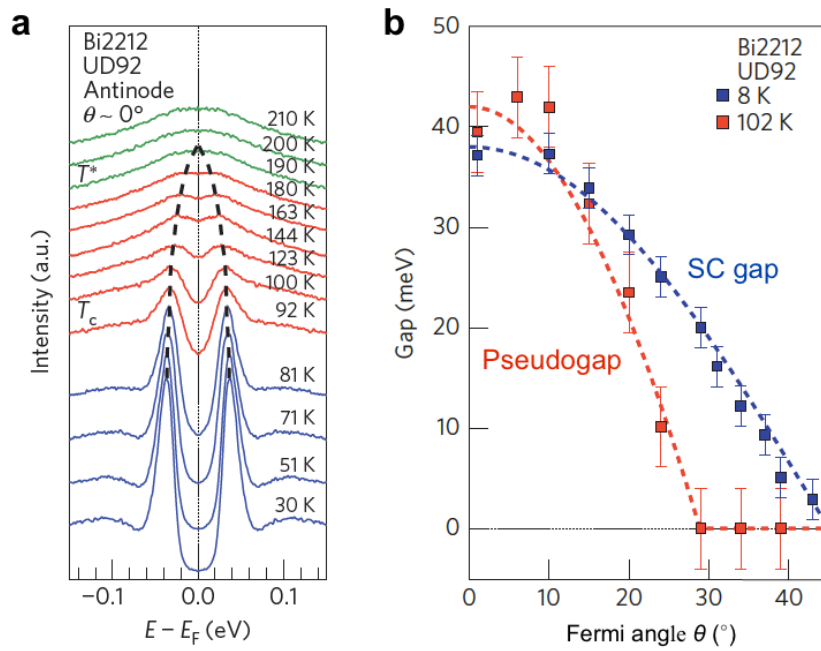 a
Bi2212
UD92
Antinode
θ ~ 0°
210 K
200 K
190 K
T*
180 K
163 K
144 K
123 K
100 K
T_c
92 K
81 K
71 K
51 K
30 K
Intensity (a.u.)
−0.1
0.0
0.1
E − E_F (eV)
b
Bi2212
UD92
8 K
102 K
SC gap
Pseudogap
50
40
30
20
10
0
Gap (meV)
0
10
20
30
40
Fermi angle θ (°)